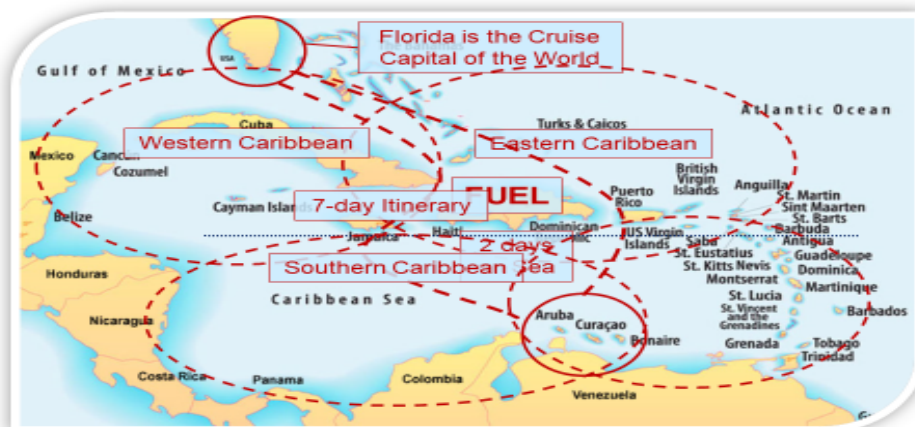 Florida is the Cruise
Capital of the World
USA
Gulf of Mexico
Atlantic Ocean
Cuba
Turks & Caicos
Western Caribbean
Eastern Caribbean
Mexico
Cancún
Cozumel
British
Virgin
Islands
Anguilla
St. Martin
Sint Maarten
St. Barts
Barbuda
Antigua
Cayman Islands
7-day Itinerary
FUEL
Puerto
Rico
Belize
Jamaica
Haiti
Dominican
US Virgin
Islands
Saba
St. Eustatius
St. Kitts
Nevis
Montserrat
Guadeloupe
Dominica
Martinique
2 days
Southern Caribbean
Sea
Honduras
Caribbean Sea
St. Lucia
St. Vincent
and the
Grenadines
Barbados
Nicaragua
Aruba
Curaçao
Bonaire
Grenada
Tobago
Trinidad
Costa Rica
Panama
Colombia
Venezuela